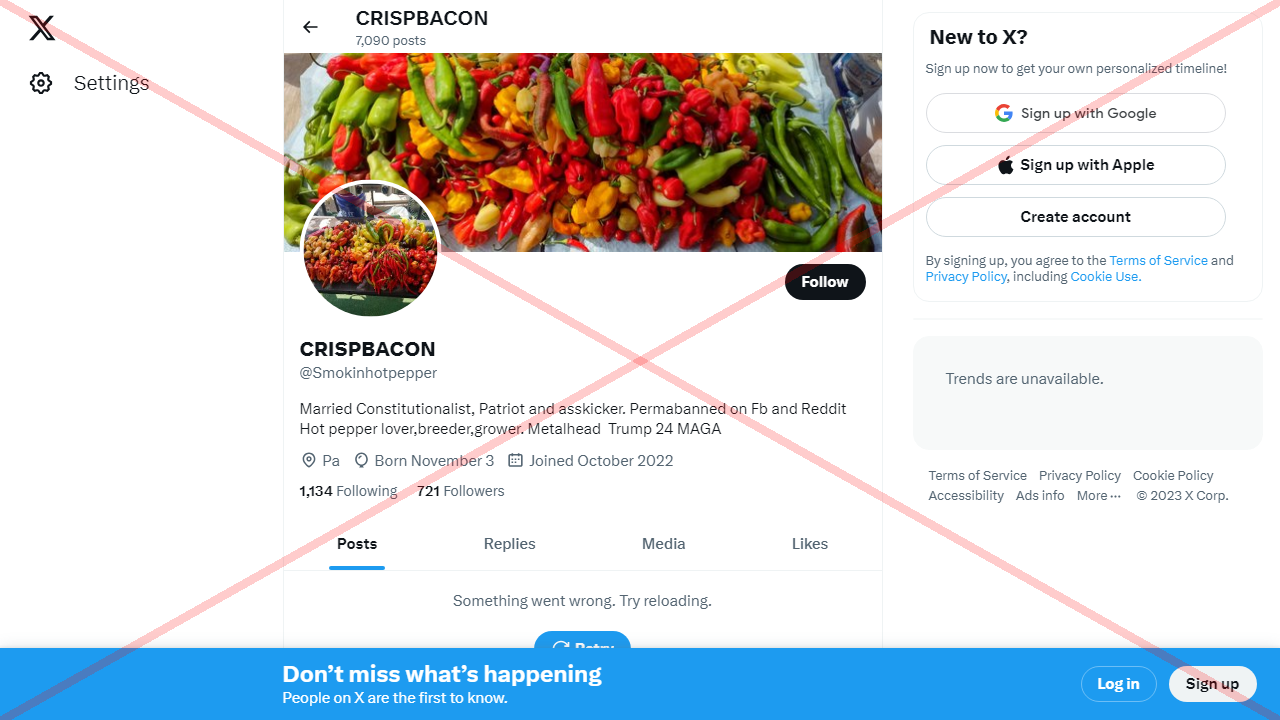 CRISPBACON
7,090 posts
Settings
Follow
CRISPBACON
@Smokinhotpepper
Married Constitutionalist, Patriot and asskicker. Permabanned on Fb and Reddit
Hot pepper lover,breeder,grower. Metalhead Trump 24 MAGA
Pa Born November 3 Joined October 2022
1,134 Following 721 Followers
Posts Replies Media Likes
Something went wrong. Try reloading.
Retry
New to X?
Sign up now to get your own personalized timeline!
Sign up with Google
Sign up with Apple
Create account
By signing up, you agree to the Terms of Service and
Privacy Policy, including Cookie Use.
Trends are unavailable.
Terms of Service Privacy Policy Cookie Policy
Accessibility Ads info More ··· © 2023 X Corp.
Don’t miss what’s happening
People on X are the first to know.
Log in Sign up